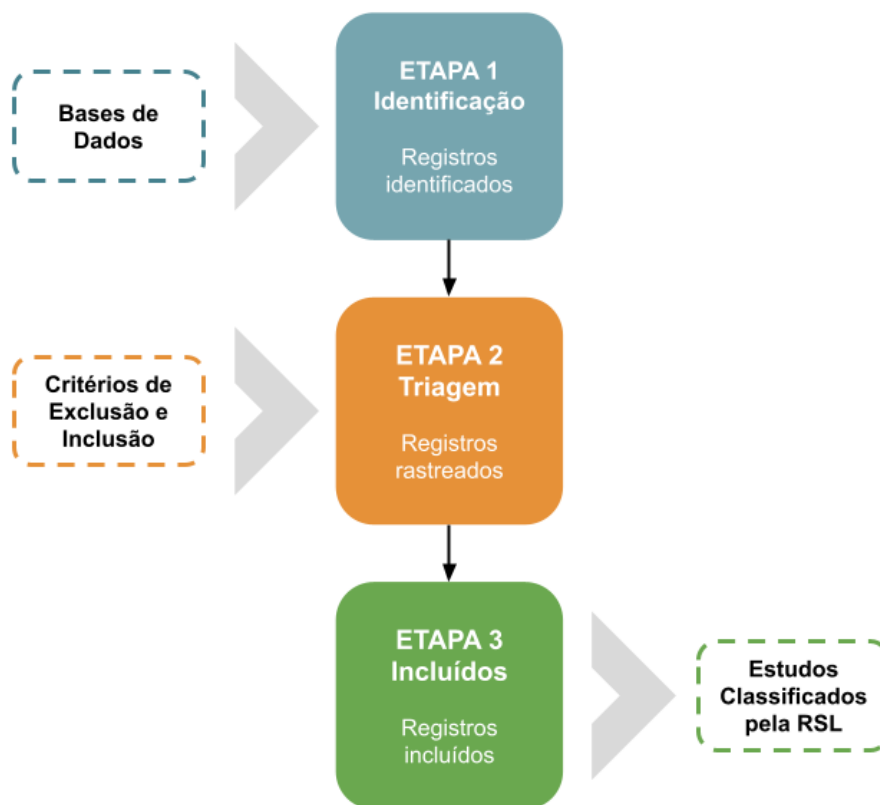 Bases de
Dados
ETAPA 1
Identificação
Registros
identificados
Critérios de
Exclusão e
Inclusão
ETAPA 2
Triagem
Registros
rastreados
ETAPA 3
Incluídos
Registros
incluídos
Estudos
Classificados
pela RSL